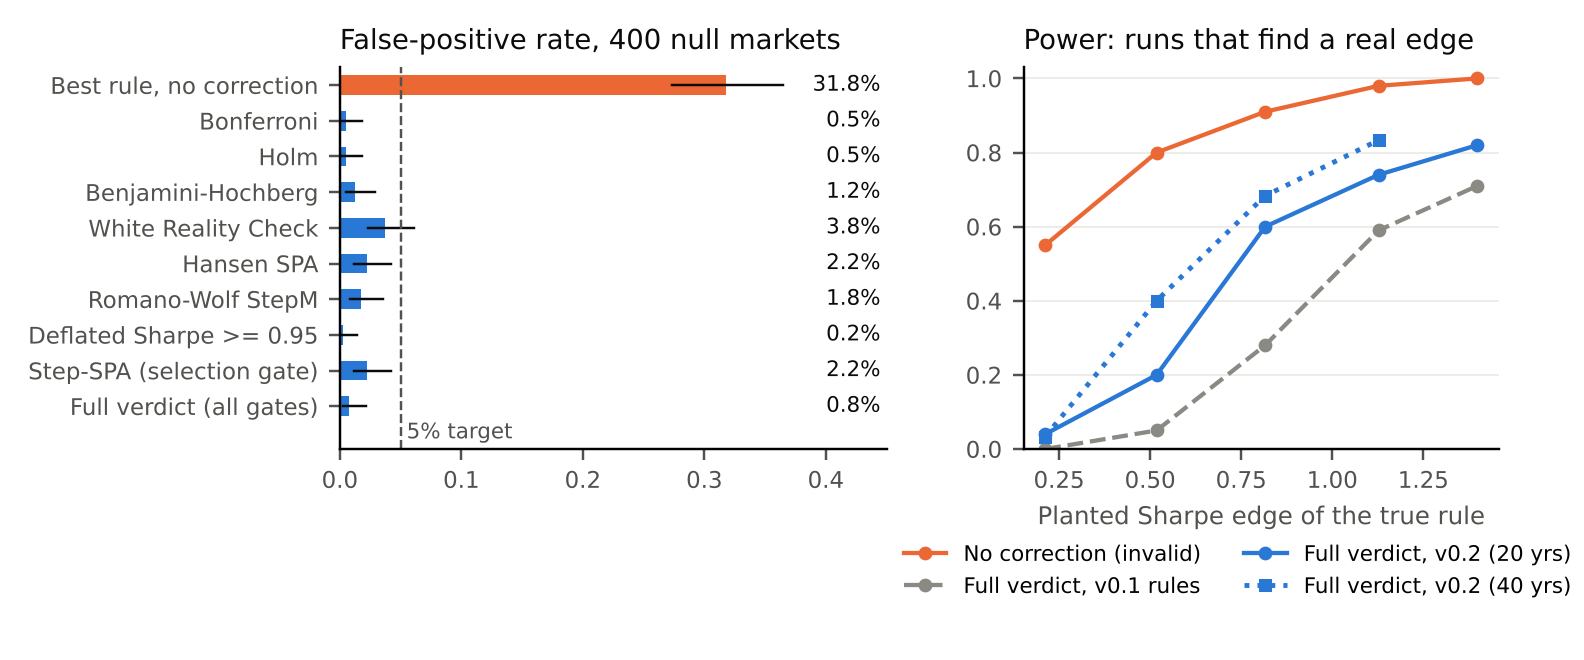 False-positive rate, 400 null markets
Best rule, no correction 31.8%
Bonferroni 0.5%
Holm 0.5%
Benjamini-Hochberg 1.2%
White Reality Check 3.8%
Hansen SPA 2.2%
Romano-Wolf StepM 1.8%
Deflated Sharpe >= 0.95 0.2%
Step-SPA (selection gate) 2.2%
Full verdict (all gates) 0.8%
5% target
0.0 0.1 0.2 0.3 0.4
Power: runs that find a real edge
1.0
0.8
0.6
0.4
0.2
0.0
0.25 0.50 0.75 1.00 1.25
Planted Sharpe edge of the true rule
No correction (invalid) Full verdict, v0.2 (20 yrs)
Full verdict, v0.1 rules Full verdict, v0.2 (40 yrs)